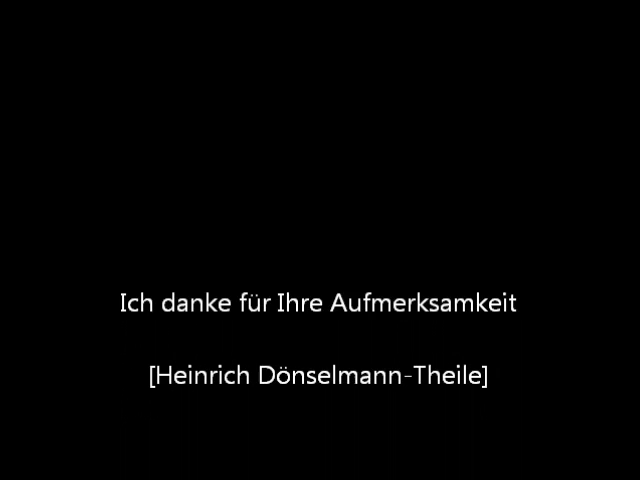 Ich danke für Ihre Aufmerksamkeit
[Heinrich Dönselmann-Theile]